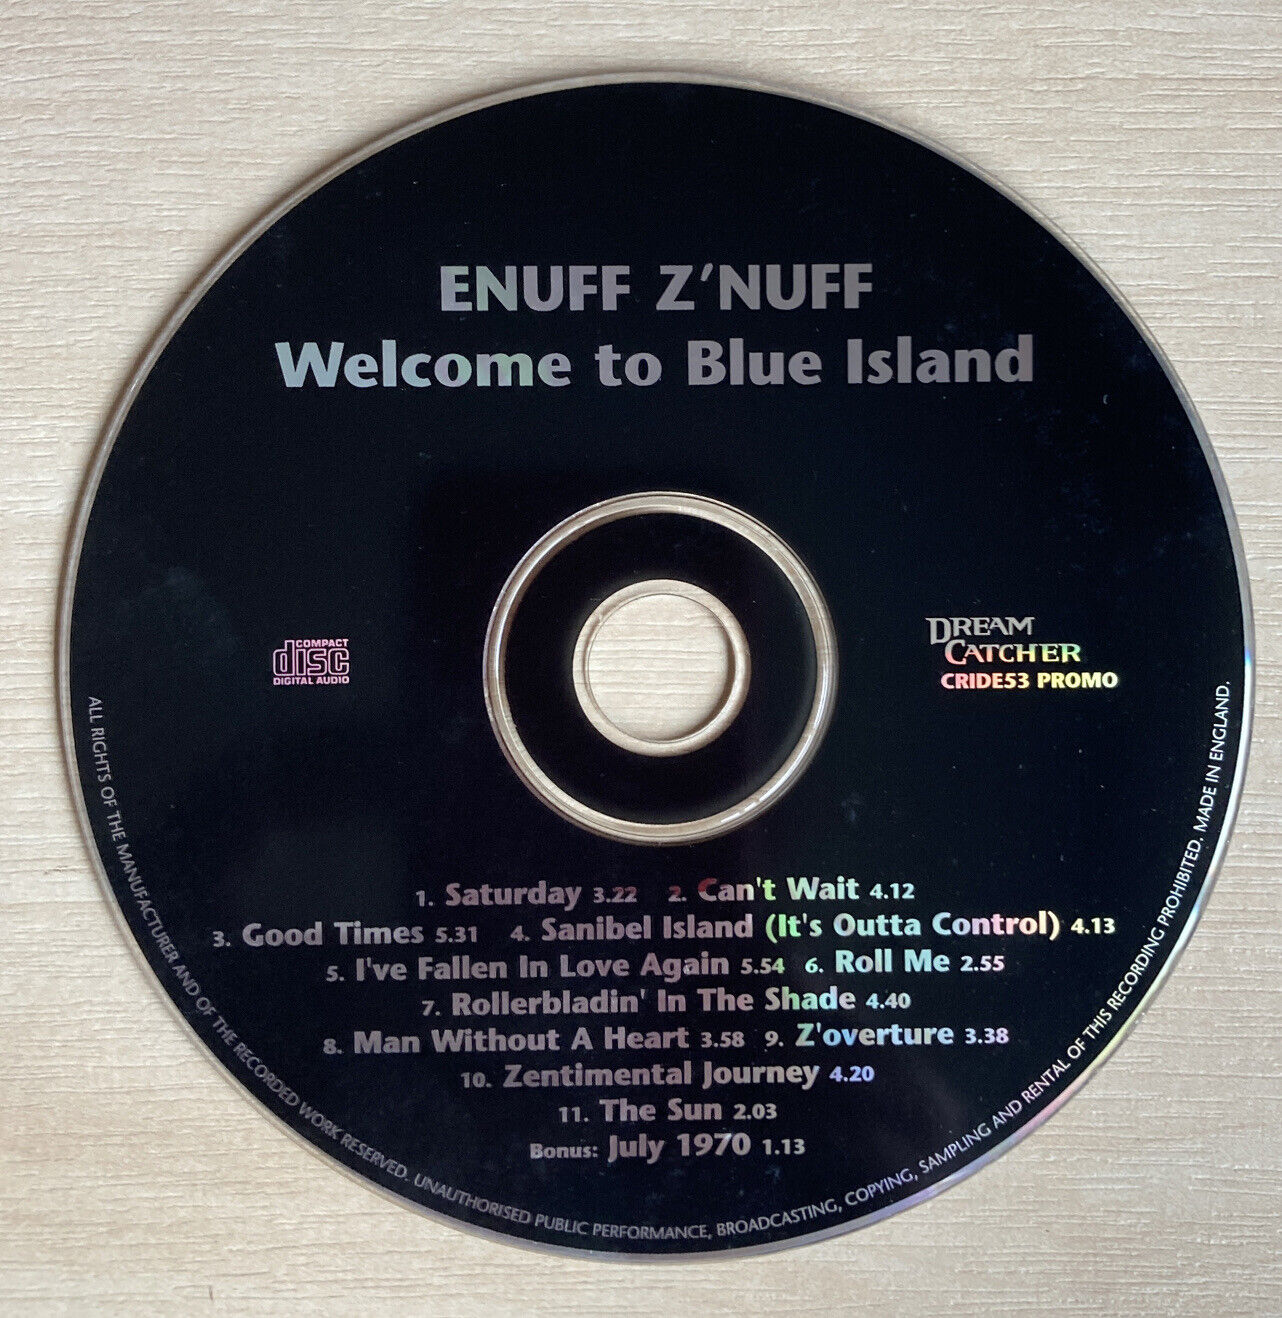 ENUFF Z'NUFF
Welcome to Blue Island
COMPACT
disc
DIGITAL AUDIO
DREAM
CATCHER
CRIDE53 PROMO
1. Saturday 3.22 2. Can't Wait 4.12
3. Good Times 5.31 4. Sanibel Island (It's Outta Control) 4.13
5. I've Fallen In Love Again 5.54 6. Roll Me 2.55
7. Rollerbladin' In The Shade 4.40
8. Man Without A Heart 3.58 9. Z'overture 3.38
10. Zentimental Journey 4.20
11. The Sun 2.03
Bonus: July 1970 1.13
ALL RIGHTS OF THE MANUFACTURER AND OF THE RECORDED WORK RESERVED. UNAUTHORISED PUBLIC PERFORMANCE, BROADCASTING, COPYING, SAMPLING AND RENTAL OF THIS RECORDING PROHIBITED. MADE IN ENGLAND.